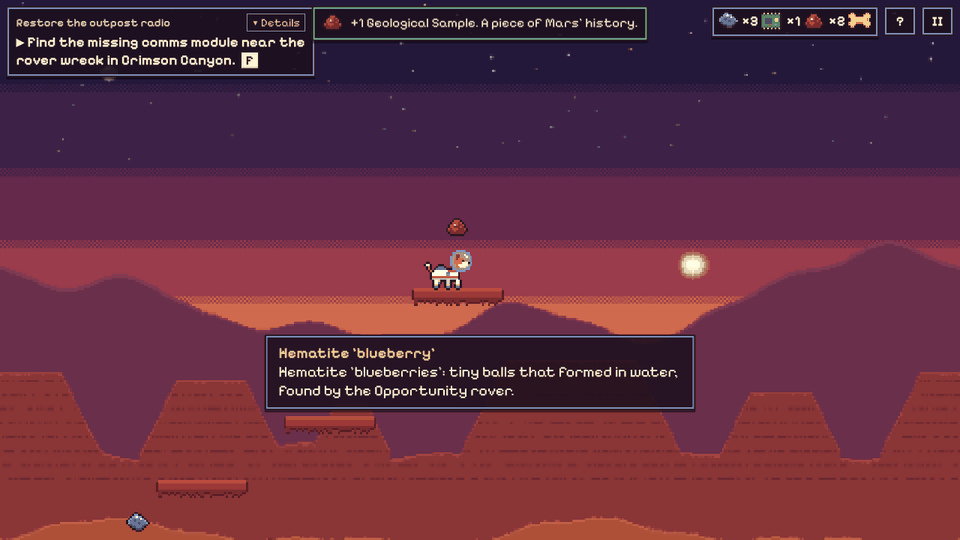 Restore the outpost radio
▾ Details
▶ Find the missing comms module near the
rover wreck in Crimson Canyon. F
+1 Geological Sample. A piece of Mars' history.
×3 ×1 ×2
?
Hematite 'blueberry'
Hematite 'blueberries': tiny balls that formed in water,
found by the Opportunity rover.